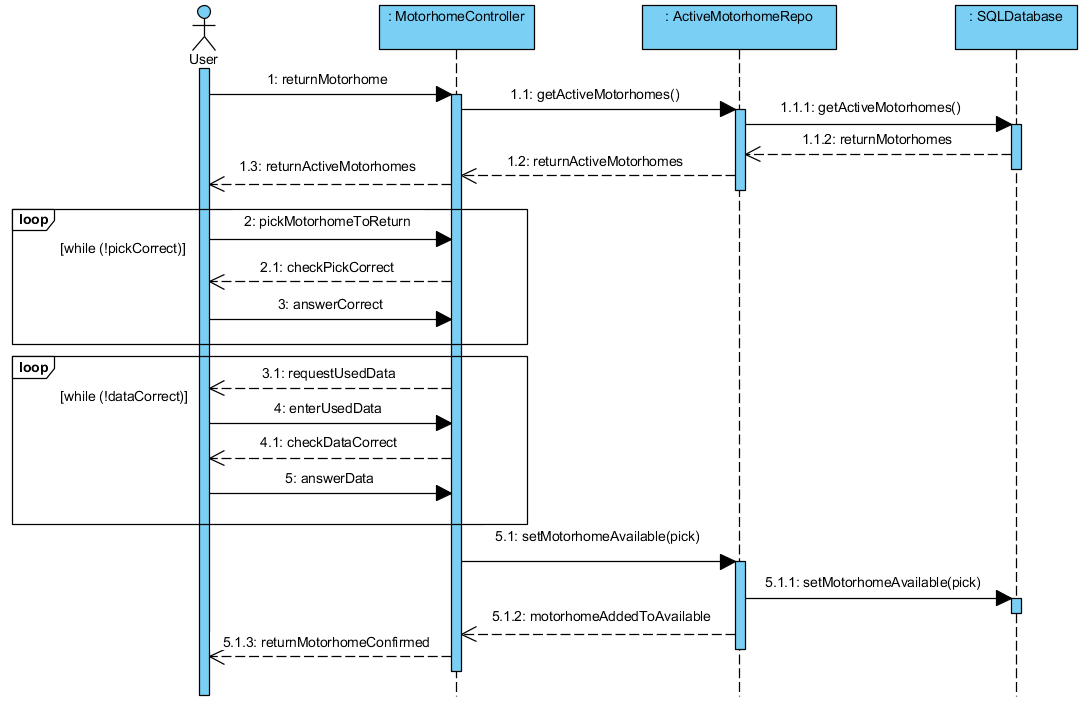 : MotorhomeController
: ActiveMotorhomeRepo
: SQLDatabase
User
1: returnMotorhome
1.1: getActiveMotorhomes()
1.1.1: getActiveMotorhomes()
1.1.2: returnMotorhomes
1.2: returnActiveMotorhomes
1.3: returnActiveMotorhomes
loop
[while (!pickCorrect)]
2: pickMotorhomeToReturn
2.1: checkPickCorrect
3: answerCorrect
loop
[while (!dataCorrect)]
3.1: requestUsedData
4: enterUsedData
4.1: checkDataCorrect
5: answerData
5.1: setMotorhomeAvailable(pick)
5.1.1: setMotorhomeAvailable(pick)
5.1.2: motorhomeAddedToAvailable
5.1.3: returnMotorhomeConfirmed